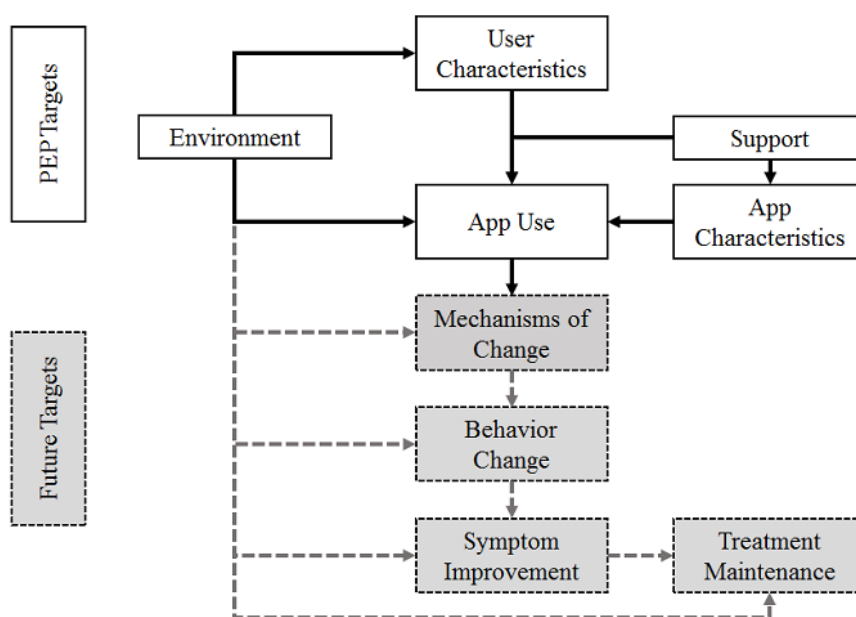 PEP Targets
User
Characteristics
Environment
Support
App Use
App
Characteristics
Future Targets
Mechanisms of
Change
Behavior
Change
Symptom
Improvement
Treatment
Maintenance